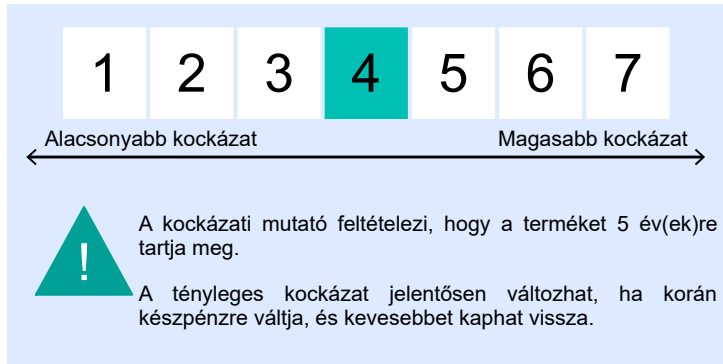 1 2 3 4 5 6 7
Alacsonyabb kockázat Magasabb kockázat
! A kockázati mutató feltételezi, hogy a terméket 5 év(ek)re
tartja meg.
A tényleges kockázat jelentősen változhat, ha korán
készpénzre váltja, és kevesebbet kaphat vissza.